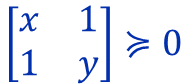 [x 1
1 y] ≽ 0